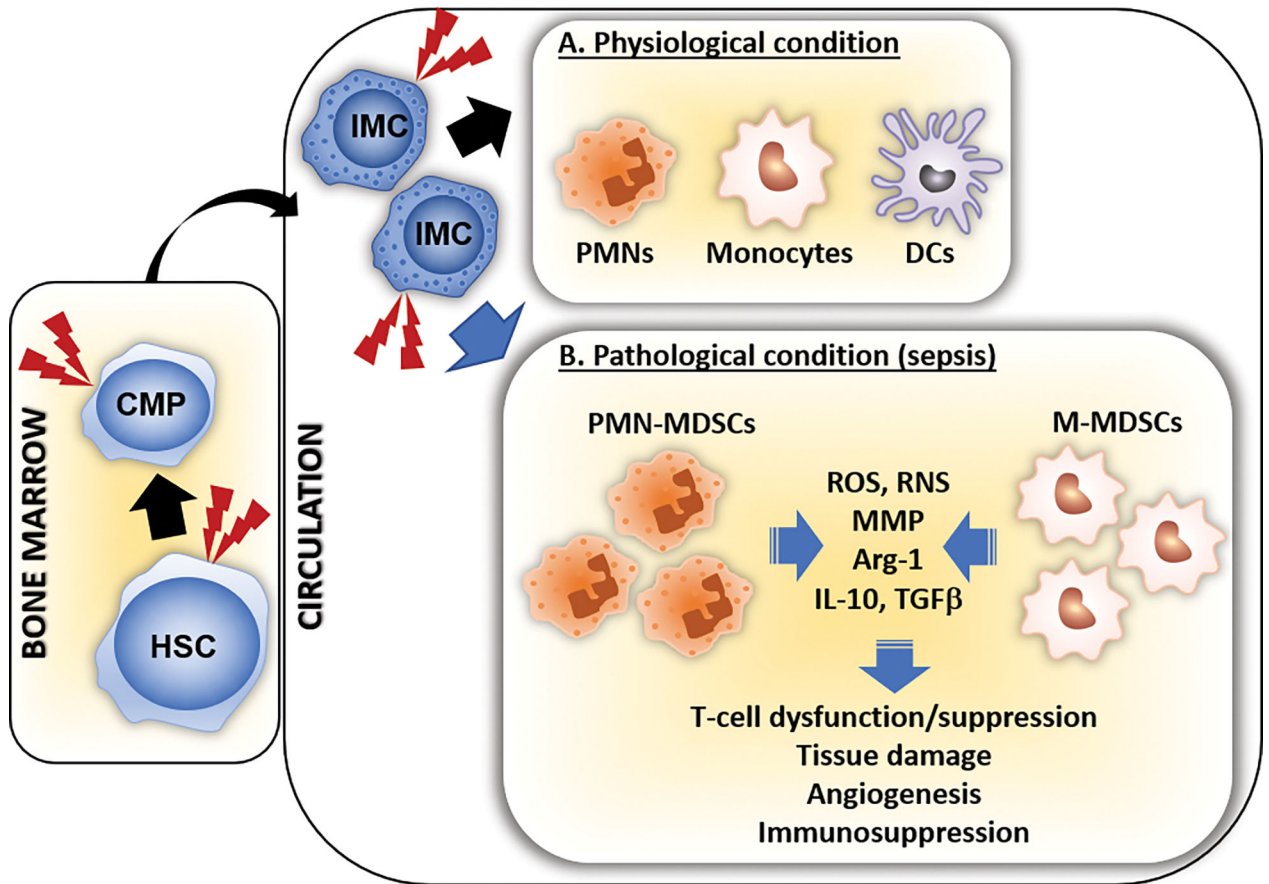 BONE MARROW
CMP
HSC
CIRCULATION
IMC
IMC
A. Physiological condition
PMNs
Monocytes
DCs
B. Pathological condition (sepsis)
PMN-MDSCs
M-MDSCs
ROS, RNS
MMP
Arg-1
IL-10, TGFβ
T-cell dysfunction/suppression
Tissue damage
Angiogenesis
Immunosuppression